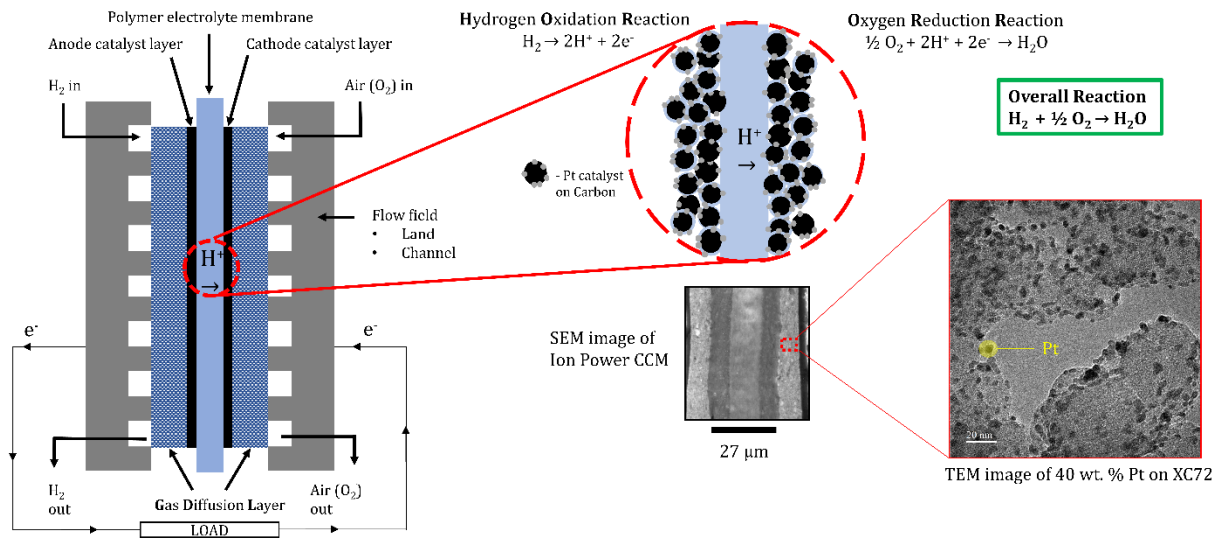 Polymer electrolyte membrane
Anode catalyst layer
Cathode catalyst layer
H₂ in
Air (O₂) in
H⁺
→
Flow field
• Land
• Channel
e⁻
e⁻
H₂
out
Gas Diffusion Layer
Air (O₂)
out
LOAD
Hydrogen Oxidation Reaction
H₂ → 2H⁺ + 2e⁻
Oxygen Reduction Reaction
½ O₂ + 2H⁺ + 2e⁻ → H₂O
Overall Reaction
H₂ + ½ O₂ → H₂O
H⁺
→
- Pt catalyst
on Carbon
SEM image of
Ion Power CCM
27 μm
Pt
20 nm
TEM image of 40 wt. % Pt on XC72